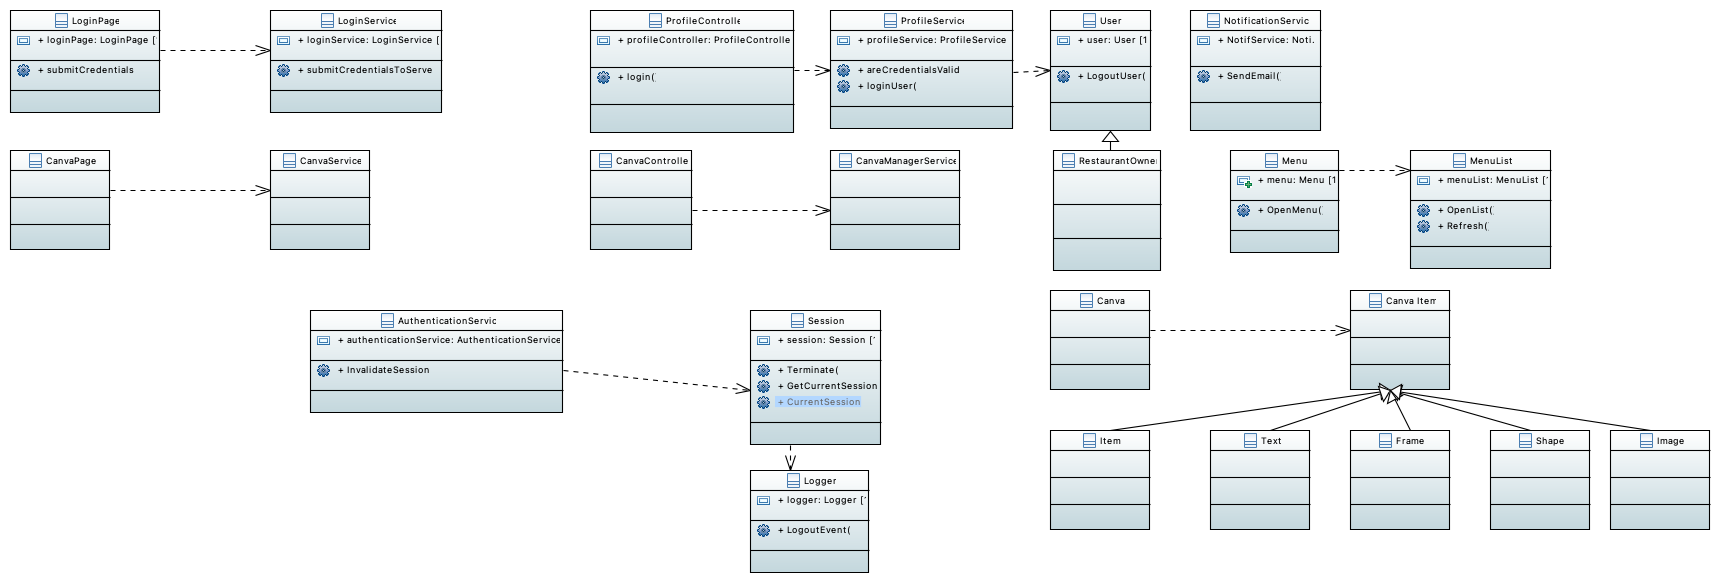 LoginPage
+ loginPage: LoginPage [
+ submitCredentials
LoginService
+ loginService: LoginService [
+ submitCredentialsToServe
ProfileControlle
+ profileController: ProfileControlle
+ login(
ProfileService
+ profileService: ProfileService
+ areCredentialsValid
+ loginUser(
User
+ user: User [1
+ LogoutUser(
NotificationServic
+ NotifService: Noti.
+ SendEmail(
CanvaPage
CanvaService
CanvaControlle
CanvaManagerService
RestaurantOwne
Menu
+ menu: Menu [1
+ OpenMenu(
MenuList
+ menuList: MenuList [
+ OpenList(
+ Refresh(
AuthenticationServic
+ authenticationService: AuthenticationService
+ InvalidateSession
Session
+ session: Session [
+ Terminate(
+ GetCurrentSession
+ CurrentSession
Logger
+ logger: Logger [
+ LogoutEvent(
Canva
Canva Item
Item
Text
Frame
Shape
Image